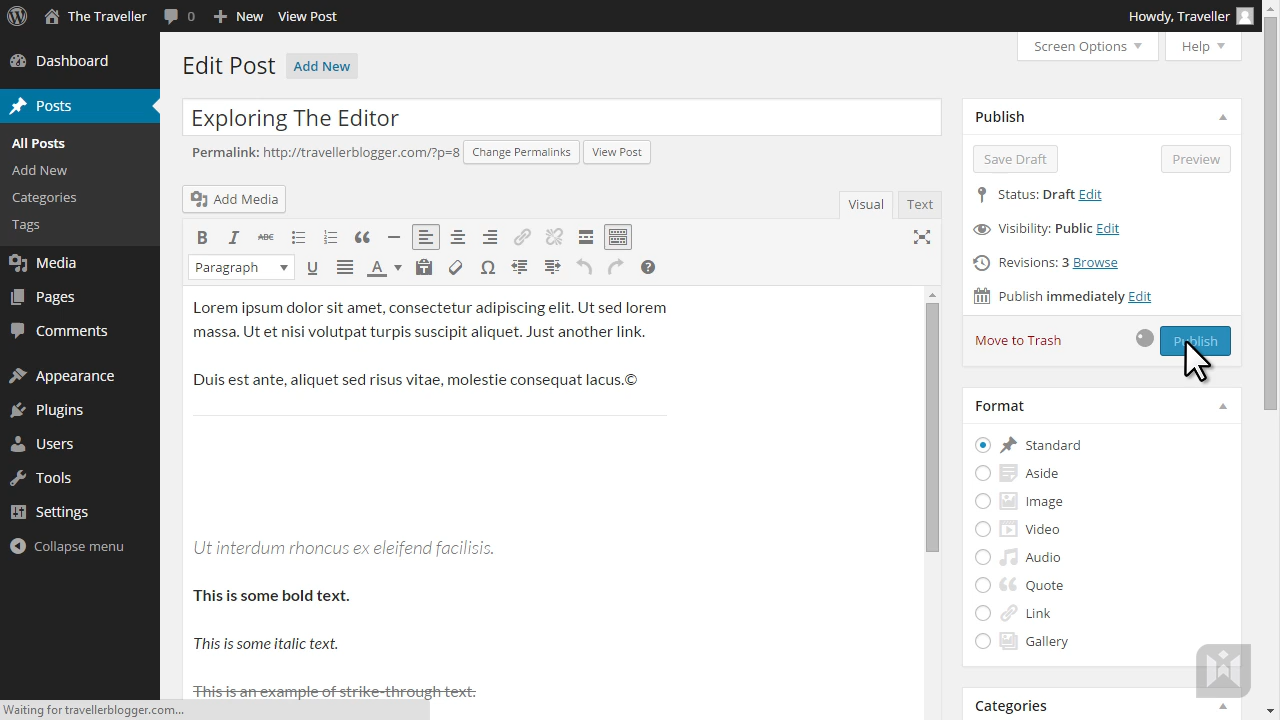 The Traveller 0 New View Post Howdy, Traveller
Dashboard
Posts
All Posts
Add New
Categories
Tags
Media
Pages
Comments
Appearance
Plugins
Users
Tools
Settings
Collapse menu
Screen Options Help
Edit Post Add New
Exploring The Editor
Permalink: http://travellerblogger.com/?p=8 Change Permalinks View Post
Add Media
Visual Text
B I ABC
Paragraph U A Ω
Lorem ipsum dolor sit amet, consectetur adipiscing elit. Ut sed lorem
massa. Ut et nisi volutpat turpis suscipit aliquet. Just another link.
Duis est ante, aliquet sed risus vitae, molestie consequat lacus.©
Ut interdum rhoncus ex eleifend facilisis.
This is some bold text.
This is some italic text.
This is an example of strike-through text.
Publish
Save Draft Preview
Status: Draft Edit
Visibility: Public Edit
Revisions: 3 Browse
Publish immediately Edit
Move to Trash Publish
Format
Standard
Aside
Image
Video
Audio
Quote
Link
Gallery
Categories
Waiting for travellerblogger.com...